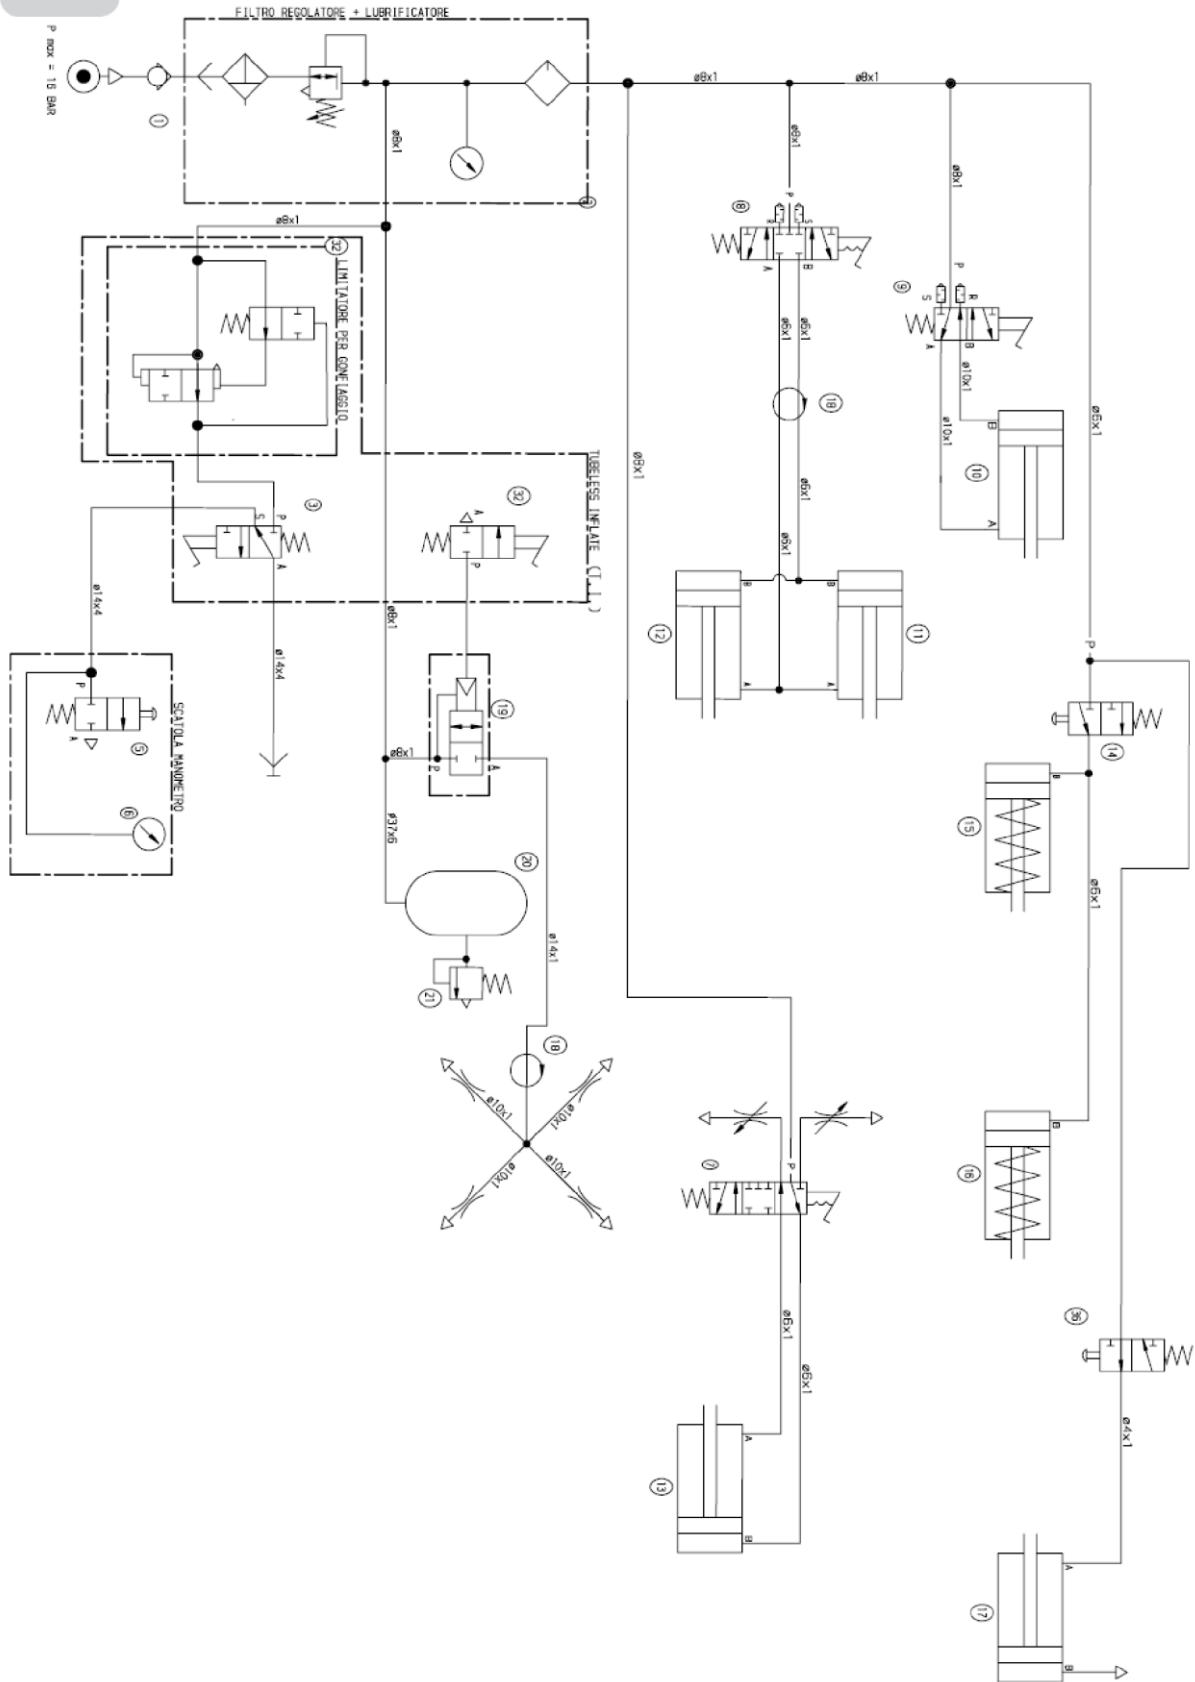 FILTRO REGOLATORE + LUBRIFICATORE
P max = 16 BAR
1
ø8x1
ø8x1
ø8x1
ø8x1
ø8x1
ø8x1
P
8
R
S
A
B
P
9
S
R
A
B
ø8x1
32
LIMITATORE PER GONFIAGGIO
ø6x1
ø6x1
18
ø10x1
ø10x1
B
10
A
ø6x1
TUBELESS INFLATE (T.I.)
ø8x1
ø6x1
ø6x1
3
S
P
A
32
A
P
ø14x4
ø8x1
ø14x4
12
B
A
B
A
11
P
14
SCATOLA MANOMETRO
P
A
5
6
19
ø8x1
P
A
ø37x6
20
ø14x1
21
B
15
ø6x1
18
ø10x1
ø10x1
ø10x1
ø10x1
7
P
B
16
ø6x1
ø6x1
36
ø4x1
A
13
B
A
17
B